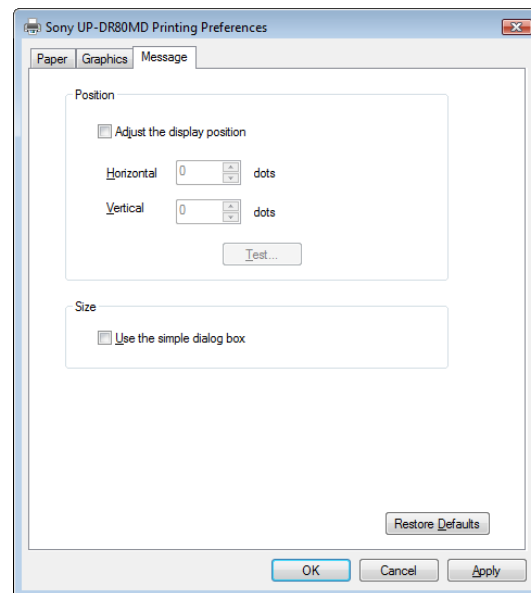 Sony UP-DR80MD Printing Preferences
Paper Graphics Message
Position
Adjust the display position
Horizontal 0 dots
Vertical 0 dots
Test...
Size
Use the simple dialog box
Restore Defaults
OK Cancel Apply